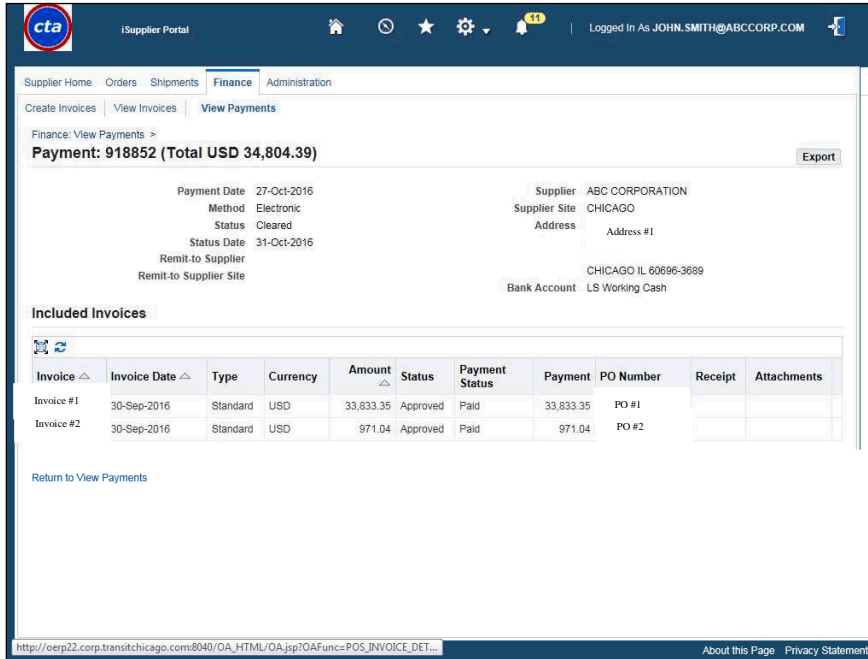 cta
iSupplier Portal
11
Logged In As JOHN.SMITH@ABCCORP.COM
Supplier Home Orders Shipments Finance Administration
Create Invoices View Invoices View Payments
Finance: View Payments >
Payment: 918852 (Total USD 34,804.39)
Export
Payment Date 27-Oct-2016
Method Electronic
Status Cleared
Status Date 31-Oct-2016
Remit-to Supplier
Remit-to Supplier Site
Supplier ABC CORPORATION
Supplier Site CHICAGO
Address Address #1
CHICAGO IL 60696-3689
Bank Account LS Working Cash
Included Invoices
Invoice Invoice Date Type Currency Amount Status Payment Status Payment PO Number Receipt Attachments
Invoice #1 30-Sep-2016 Standard USD 33,833.35 Approved Paid 33,833.35 PO #1
Invoice #2 30-Sep-2016 Standard USD 971.04 Approved Paid 971.04 PO #2
Return to View Payments
http://oerp22.corp.transitchicago.com:8040/OA_HTML/OA.jsp?OAFunc=POS_INVOICE_DET...
About this Page Privacy Statement